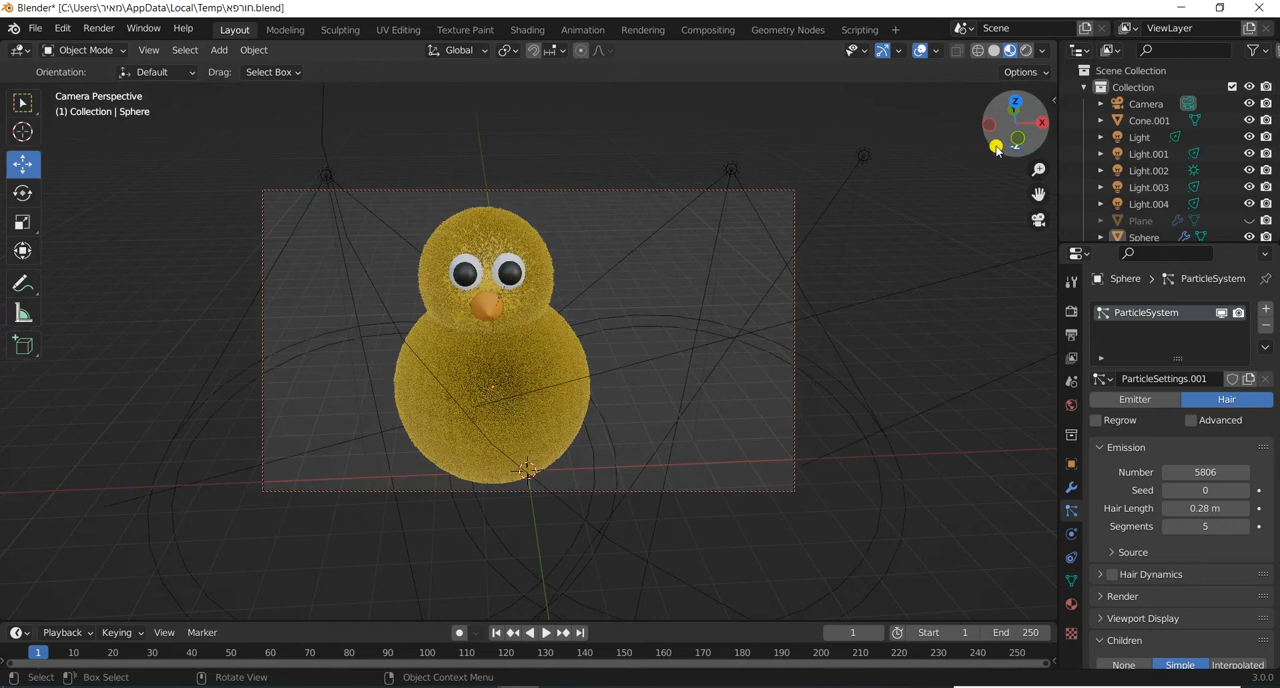 Blender* [C:\Users\מאיר\AppData\Local\Temp\חורפא.blend]
File Edit Render Window Help Layout Modeling Sculpting UV Editing Texture Paint Shading Animation Rendering Compositing Geometry Nodes Scripting + Scene ViewLayer
Object Mode View Select Add Object Global
Orientation: Default Drag: Select Box Options
Camera Perspective
(1) Collection | Sphere
Z
X
-Z
Scene Collection
Collection
Camera
Cone.001
Light
Light.001
Light.002
Light.003
Light.004
Plane
Sphere
Sphere > ParticleSystem
ParticleSystem
ParticleSettings.001
Emitter Hair
Regrow Advanced
Emission
Number 5806
Seed 0
Hair Length 0.28 m
Segments 5
Source
Hair Dynamics
Render
Viewport Display
Children
None Simple Interpolated
Playback Keying View Marker 1 Start 1 End 250
1 10 20 30 40 50 60 70 80 90 100 110 120 130 140 150 160 170 180 190 200 210 220 230 240 250
Select Box Select Rotate View Object Context Menu 3.0.0